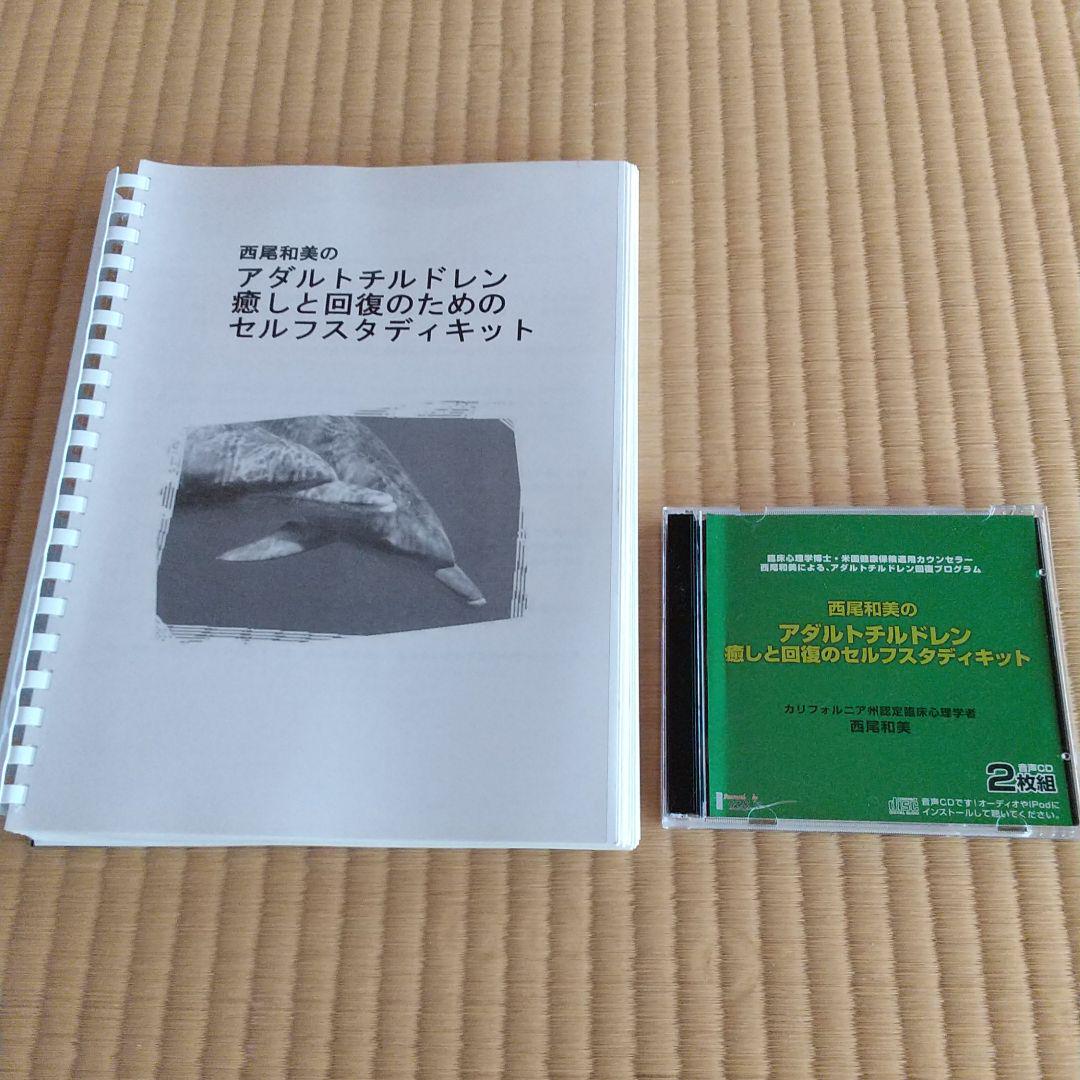 西尾和美の
アダルトチルドレン
癒しと回復のための
セルフスタディキット
臨床心理学博士・米国健康保険適用カウンセラー
西尾和美による、アダルトチルドレン回復プログラム
西尾和美の
アダルトチルドレン
癒しと回復のセルフスタディキット
カリフォルニア州認定臨床心理学者
西尾和美
音声CD
2枚組
音声CDです!オーディオやiPodに
インストールして聴いてください。